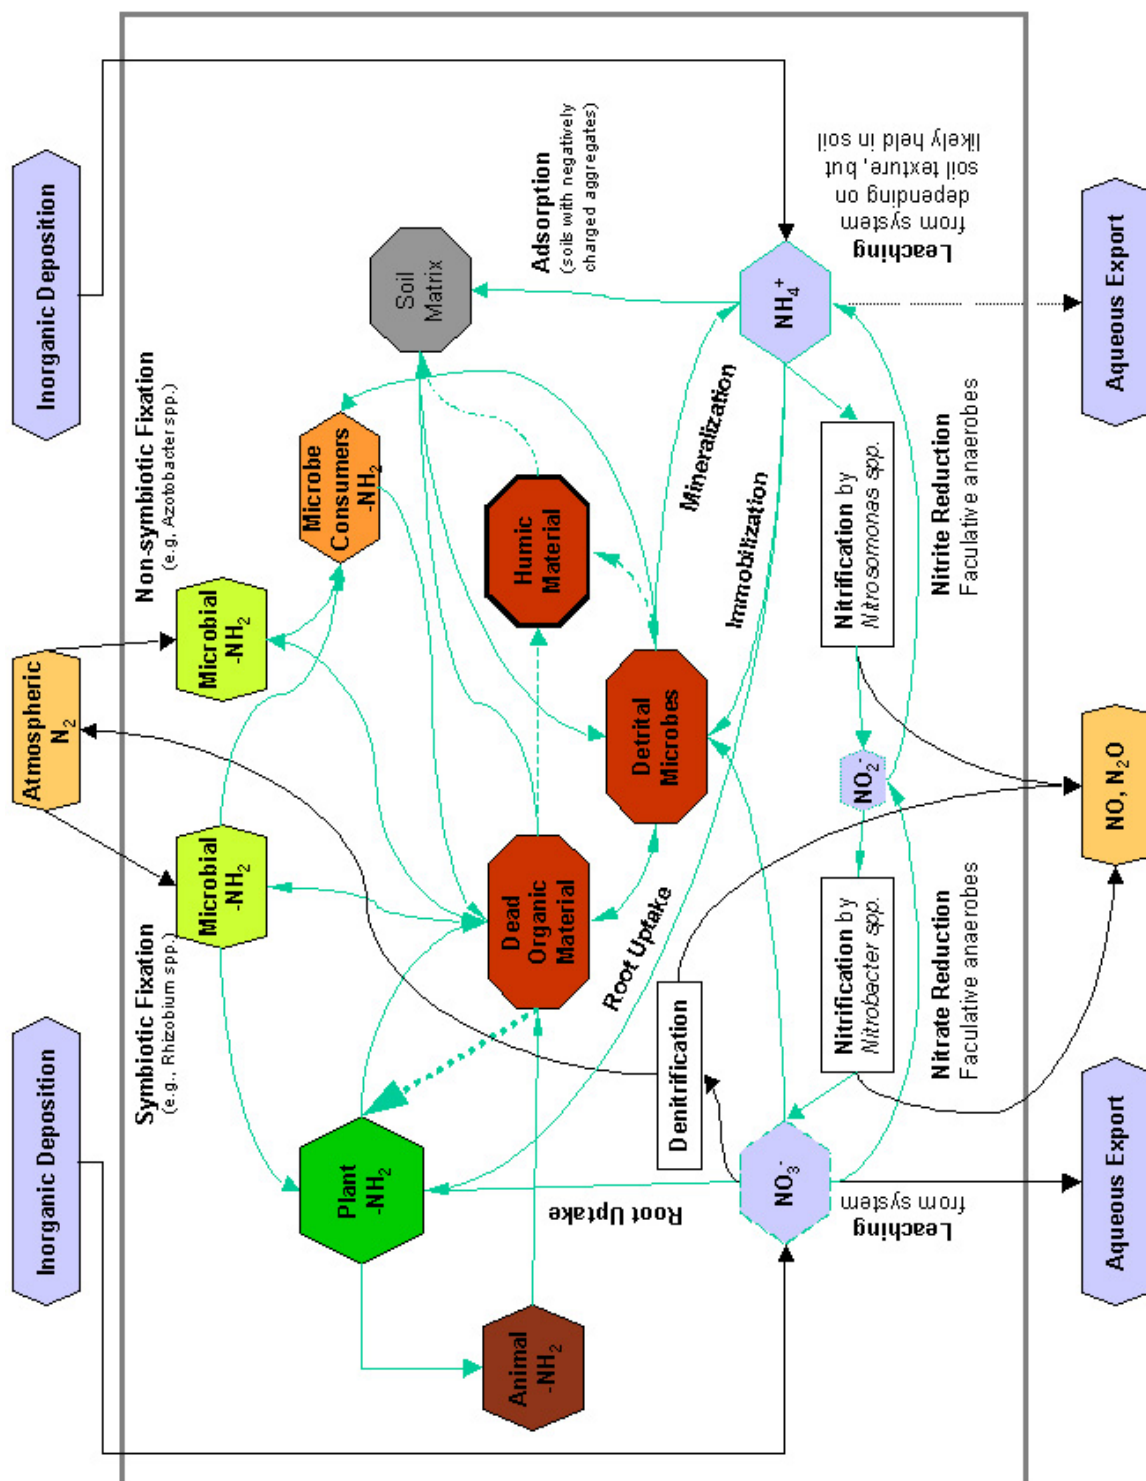 Inorganic Deposition
Atmospheric
N₂
Inorganic Deposition
Symbiotic Fixation
(e.g., Rhizobium spp.)
Non-symbiotic Fixation
(e.g. Azotobacter spp.)
Microbial
-NH₂
Microbial
-NH₂
Plant
-NH₂
Microbe
Consumers
-NH₂
Soil
Matrix
Animal
-NH₂
Dead
Organic
Material
Humic
Material
Adsorption
(soils with negatively
charged aggregates)
Root Uptake
Root Uptake
Detrital
Microbes
Mineralization
Immobilization
Denitrification
NO₃⁻
NH₄⁺
Nitrification by
Nitrobacter spp.
NO₂⁻
Nitrification by
Nitrosomonas spp.
Leaching
from system
Nitrate Reduction
Faculative anaerobes
Nitrite Reduction
Faculative anaerobes
Leaching
from system
depending on
soil texture, but
likely held in soil
Aqueous Export
NO, N₂O
Aqueous Export